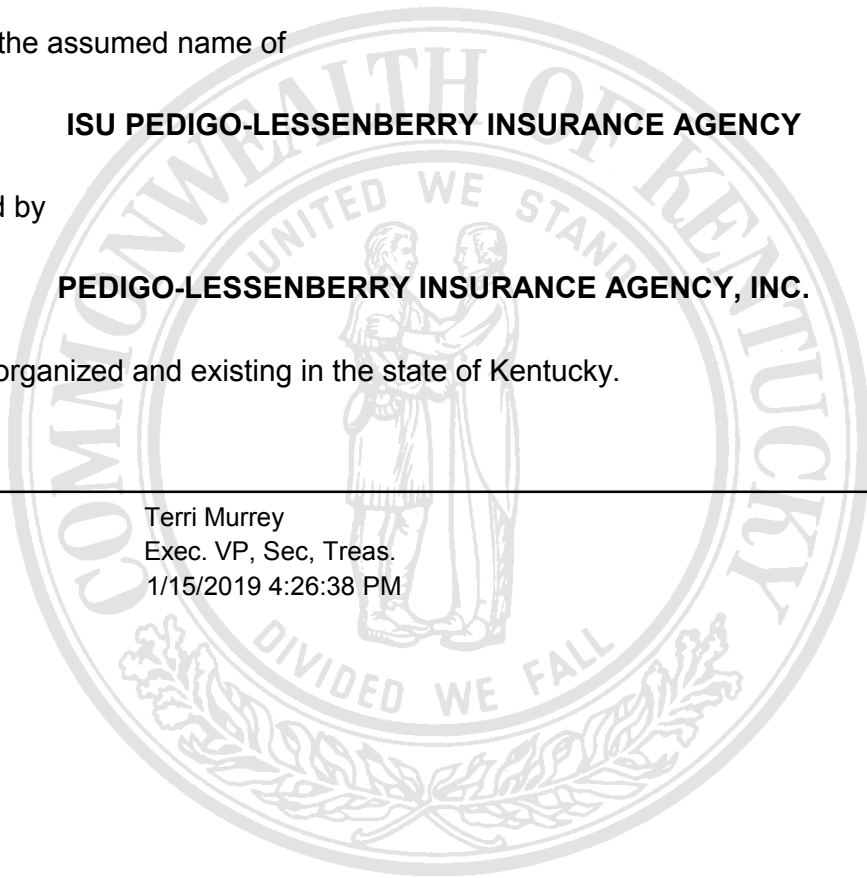 the assumed name of
ISU PEDIGO-LESSENBERRY INSURANCE AGENCY
d by
PEDIGO-LESSENBERRY INSURANCE AGENCY, INC.
organized and existing in the state of Kentucky.
Terri Murrey
Exec. VP, Sec, Treas.
1/15/2019 4:26:38 PM
COMMONWEALTH OF KENTUCKY
UNITED WE STAND
DIVIDED WE FALL